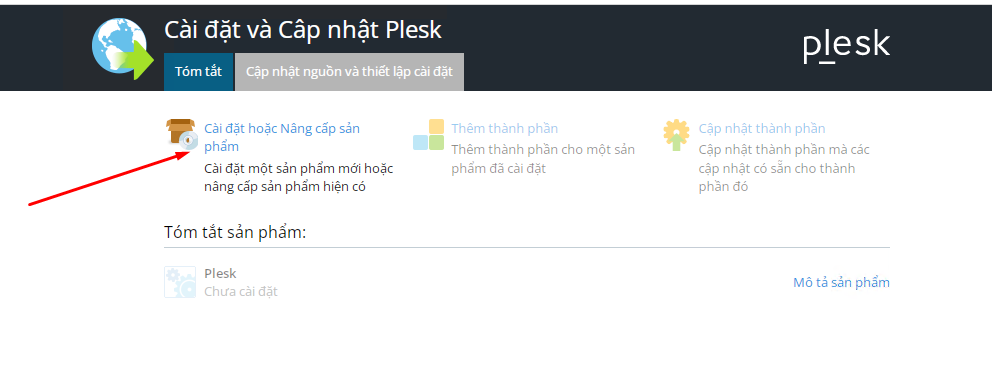 Cài đặt và Câp nhật Plesk
plesk
Tóm tắt
Cập nhật nguồn và thiết lập cài đặt
Cài đặt hoặc Nâng cấp sản
phẩm
Cài đặt một sản phẩm mới hoặc
nâng cấp sản phẩm hiện có
Thêm thành phần
Thêm thành phần cho một sản
phẩm đã cài đặt
Cập nhật thành phần
Cập nhật thành phần mà các
cập nhật có sẵn cho thành
phần đó
Tóm tắt sản phẩm:
Plesk
Chưa cài đặt
Mô tả sản phẩm